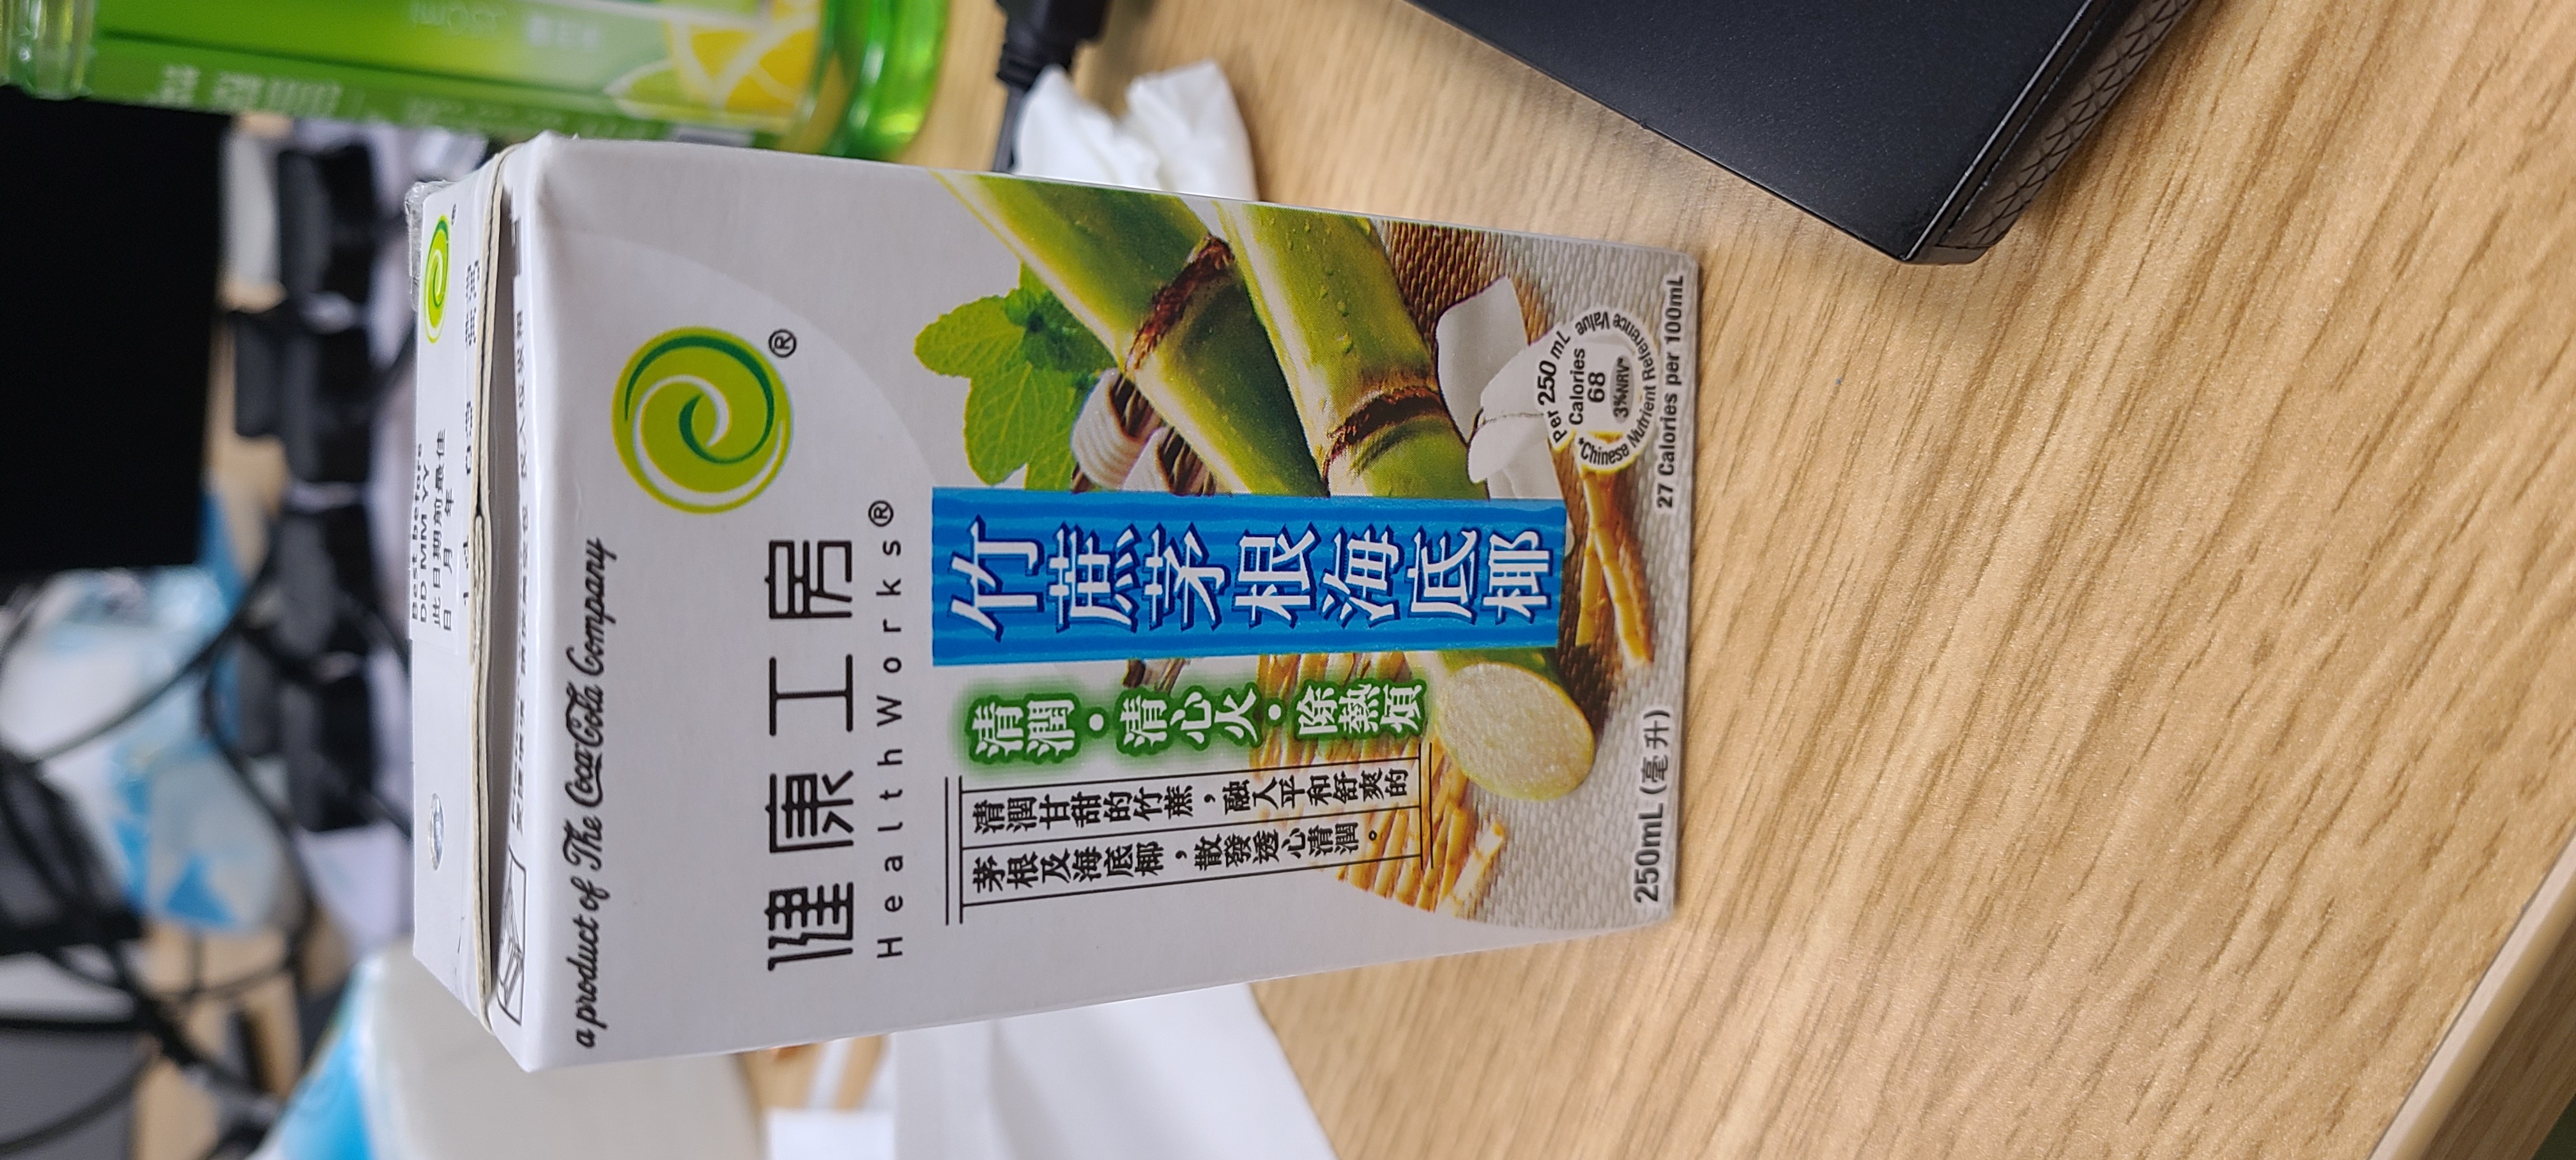 Best before
DD MM YY
此日期前最佳
日 月 年
a product of The Coca-Cola Company
®
健康工房
HealthWorks®
竹蔗茅根海底椰
清潤・清心火・除熱煩
清潤甘甜的竹蔗，融入平和舒爽的
茅根及海底椰，散發透心清潤。
Per 250 mL
Calories
68
3%NRV*
*Chinese Nutrient Reference Value
250mL (毫升)
27 Calories per 100mL